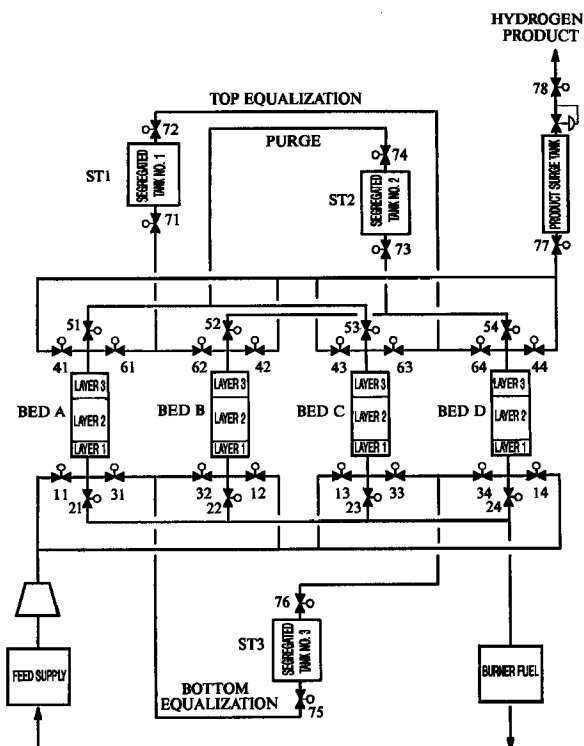 HYDROGEN
PRODUCT
78
TOP EQUALIZATION
72
PURGE
74
ST1
SEGREGATED
TANK NO. 1
ST2
SEGREGATED
TANK NO. 2
PRODUCT SURGE TANK
71
73
77
51
52
53
54
41
61
62
42
43
63
64
44
BED A
LAYER 3
LAYER 2
LAYER 1
BED B
LAYER 3
LAYER 2
LAYER 1
BED C
LAYER 3
LAYER 2
LAYER 1
BED D
LAYER 3
LAYER 2
LAYER 1
11
31
32
12
13
33
34
14
21
22
23
24
76
ST3
SEGREGATED
TANK NO. 3
FEED SUPPLY
BURNER FUEL
BOTTOM
EQUALIZATION
75